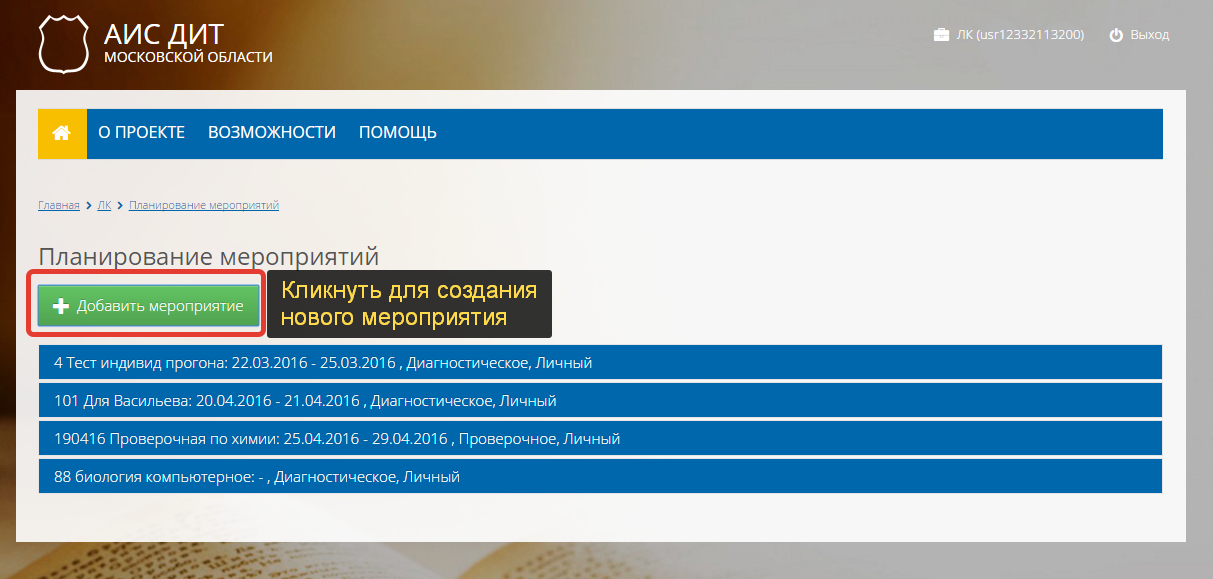 АИС ДИТ
МОСКОВСКОЙ ОБЛАСТИ
ЛК (usr12332113200) Выход
О ПРОЕКТЕ ВОЗМОЖНОСТИ ПОМОЩЬ
Главная > ЛК > Планирование мероприятий
Планирование мероприятий
Добавить мероприятие
Кликнуть для создания
нового мероприятия
4 Тест индивид прогона: 22.03.2016 - 25.03.2016 , Диагностическое, Личный
101 Для Васильева: 20.04.2016 - 21.04.2016 , Диагностическое, Личный
190416 Проверочная по химии: 25.04.2016 - 29.04.2016 , Проверочное, Личный
88 биология компьютерное: - , Диагностическое, Личный